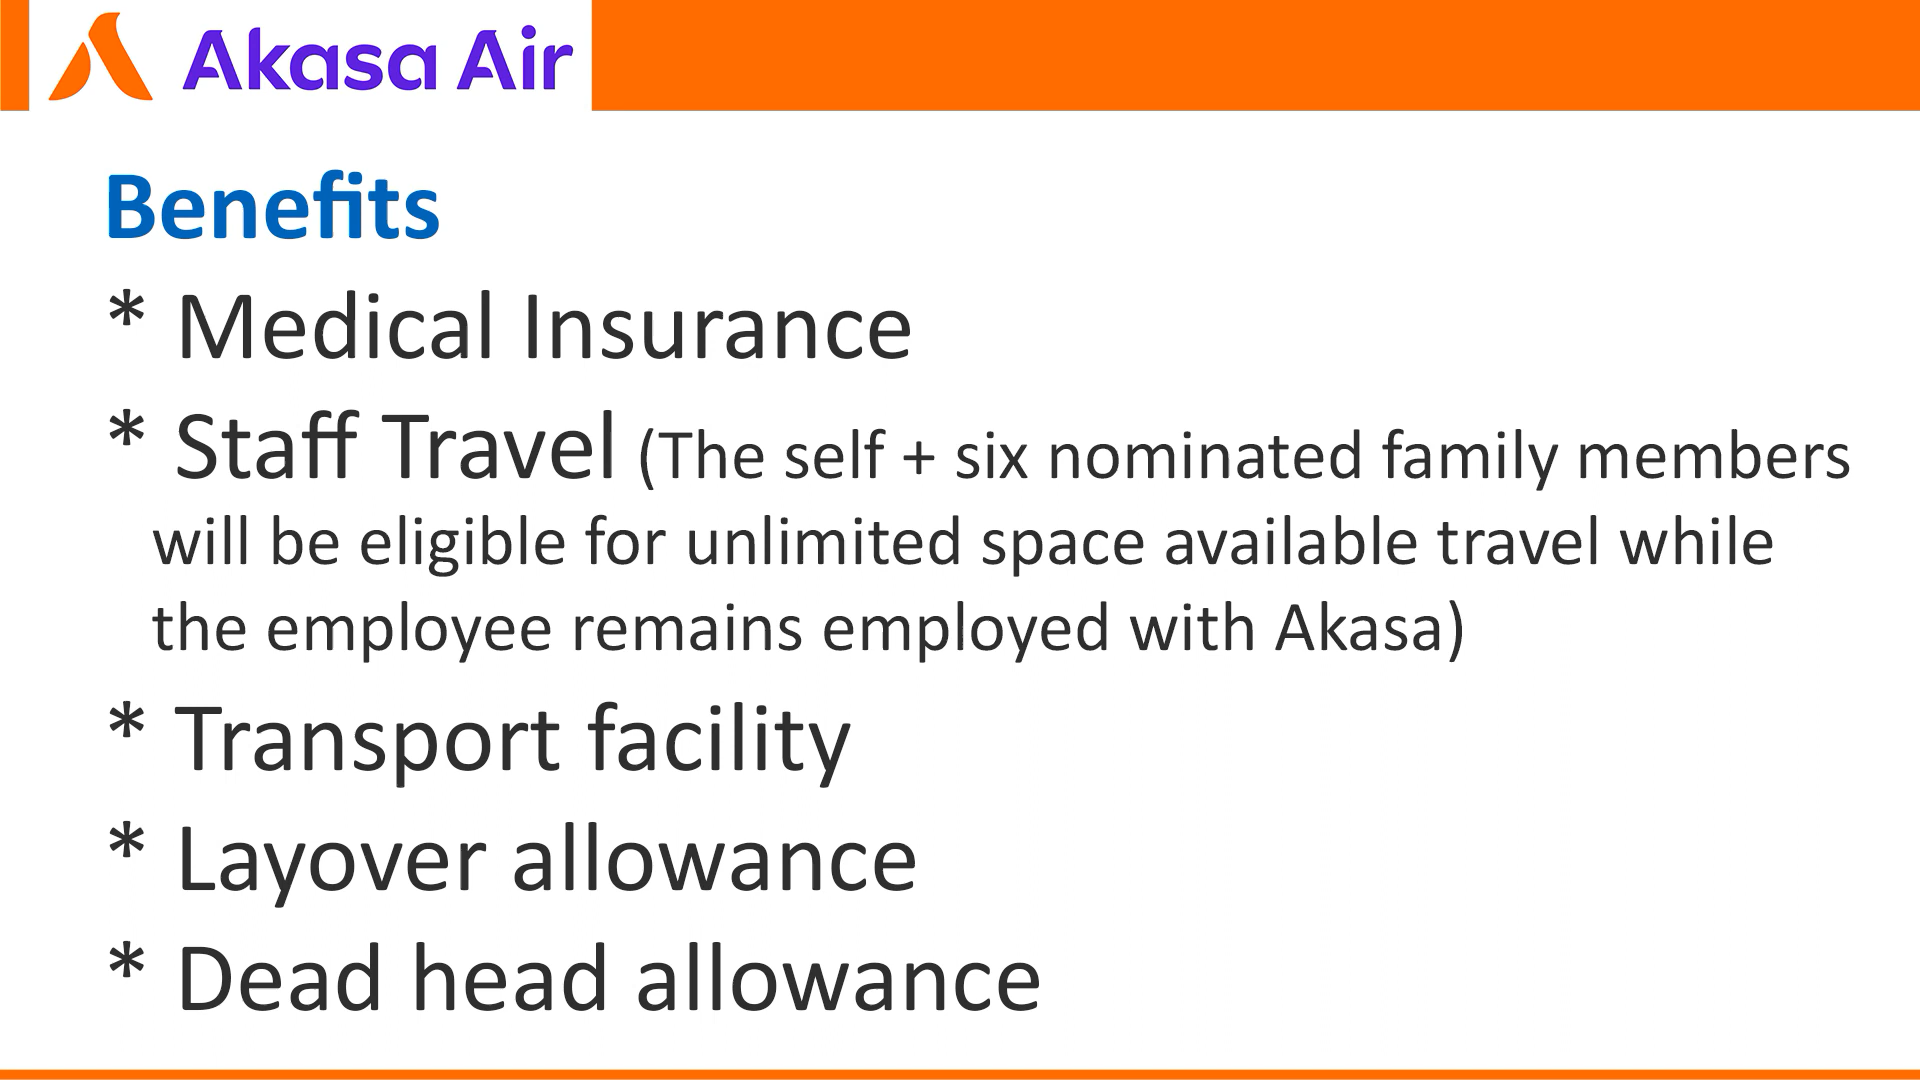 Akasa Air
Benefits
* Medical Insurance
* Staff Travel (The self + six nominated family members
will be eligible for unlimited space available travel while
the employee remains employed with Akasa)
* Transport facility
* Layover allowance
* Dead head allowance